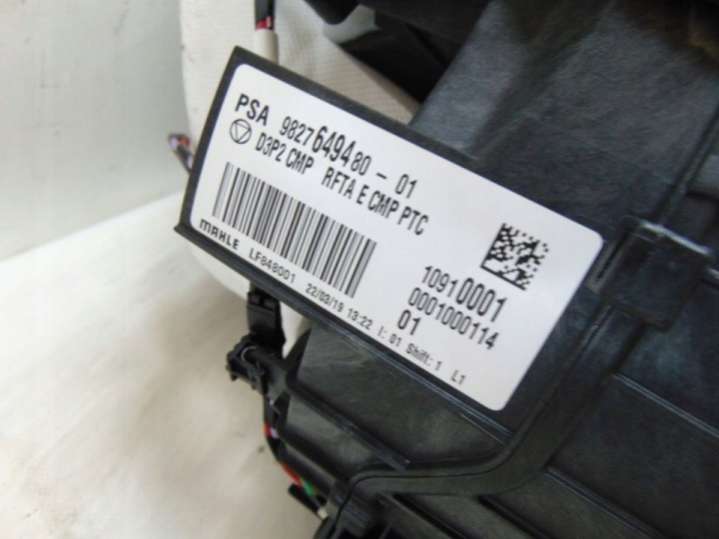 PSA 9827649480-01
D3P2 CMP RFTA E CMP PTC
MAHLE LF848001 22/03/19 13:22 I:01 Shift:1 L1
10910001
0001000114
01